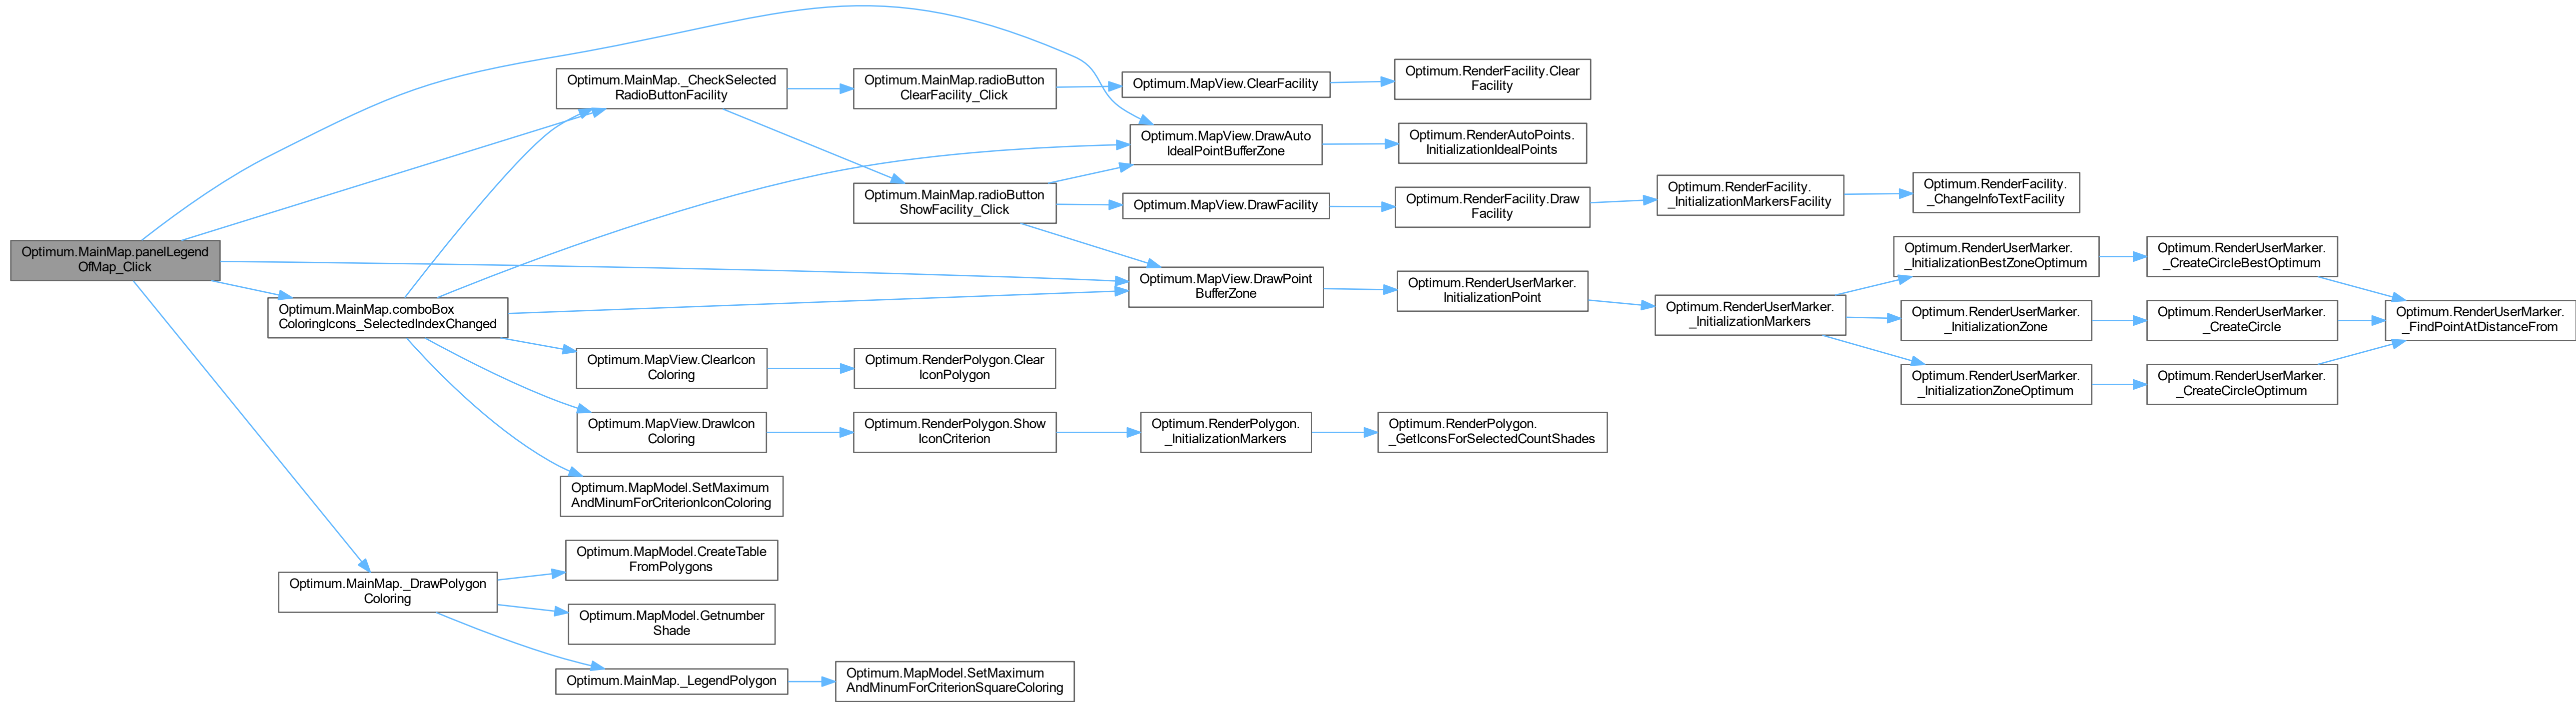 Optimum.MainMap.panelLegend
OfMap_Click
Optimum.MainMap._CheckSelected
RadioButtonFacility
Optimum.MainMap.radioButton
ClearFacility_Click
Optimum.MapView.ClearFacility
Optimum.RenderFacility.Clear
Facility
Optimum.MapView.DrawAuto
IdealPointBufferZone
Optimum.RenderAutoPoints.
InitializationIdealPoints
Optimum.MainMap.radioButton
ShowFacility_Click
Optimum.MapView.DrawFacility
Optimum.RenderFacility.Draw
Facility
Optimum.RenderFacility.
_InitializationMarkersFacility
Optimum.RenderFacility.
_ChangeInfoTextFacility
Optimum.MapView.DrawPoint
BufferZone
Optimum.RenderUserMarker.
InitializationPoint
Optimum.RenderUserMarker.
_InitializationMarkers
Optimum.RenderUserMarker.
_InitializationBestZoneOptimum
Optimum.RenderUserMarker.
_CreateCircleBestOptimum
Optimum.RenderUserMarker.
_InitializationZone
Optimum.RenderUserMarker.
_CreateCircle
Optimum.RenderUserMarker.
_FindPointAtDistanceFrom
Optimum.RenderUserMarker.
_InitializationZoneOptimum
Optimum.RenderUserMarker.
_CreateCircleOptimum
Optimum.MainMap.comboBox
ColoringIcons_SelectedIndexChanged
Optimum.MapView.ClearIcon
Coloring
Optimum.RenderPolygon.Clear
IconPolygon
Optimum.MapView.DrawIcon
Coloring
Optimum.RenderPolygon.Show
IconCriterion
Optimum.RenderPolygon.
_InitializationMarkers
Optimum.RenderPolygon.
_GetIconsForSelectedCountShades
Optimum.MapModel.SetMaximum
AndMinumForCriterionIconColoring
Optimum.MainMap._DrawPolygon
Coloring
Optimum.MapModel.CreateTable
FromPolygons
Optimum.MapModel.Getnumber
Shade
Optimum.MainMap._LegendPolygon
Optimum.MapModel.SetMaximum
AndMinumForCriterionSquareColoring